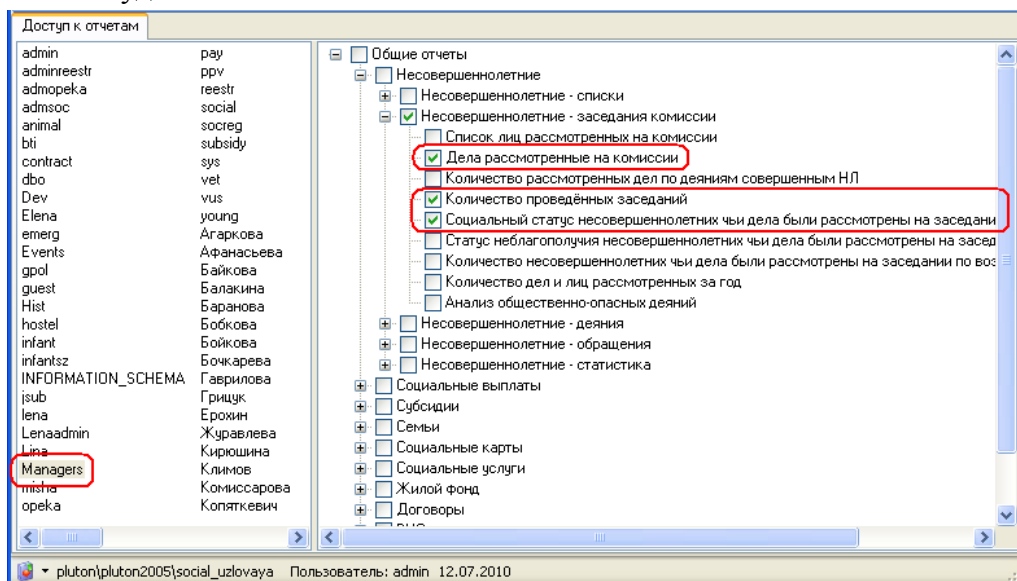 Доступ к отчетам
admin
adminreestr
admopeka
admsoc
animal
bti
contract
dbo
Dev
Elena
emerg
Events
gpol
guest
Hist
hostel
infant
infantsz
INFORMATION_SCHEMA
jsub
lena
Lenaadmin
Lina
Managers
misha
opeka
pay
ppv
reestr
social
socreg
subsidy
sys
vet
vus
young
Агаркова
Афанасьева
Байкова
Балакина
Баранова
Бобкова
Бойкова
Бочкарева
Гаврилова
Грицук
Ерохин
Журавлева
Кирюшина
Климов
Комиссарова
Копяткевич
Общие отчеты
Несовершеннолетние
Несовершеннолетние - списки
Несовершеннолетние - заседания комиссии
Список лиц рассмотренных на комиссии
Дела рассмотренные на комиссии
Количество рассмотренных дел по деяниям совершенным НЛ
Количество проведённых заседаний
Социальный статус несовершеннолетних чьи дела были рассмотрены на заседани
Статус неблагополучия несовершеннолетних чьи дела были рассмотрены на засед
Количество несовершеннолетних чьи дела были рассмотрены на заседании по воз
Количество дел и лиц рассмотренных за год
Анализ общественно-опасных деяний
Несовершеннолетние - деяния
Несовершеннолетние - обращения
Несовершеннолетние - статистика
Социальные выплаты
Субсидии
Семьи
Социальные карты
Социальные услуги
Жилой фонд
Договоры
pluton\pluton2005\social_uzlovaya Пользователь: admin 12.07.2010